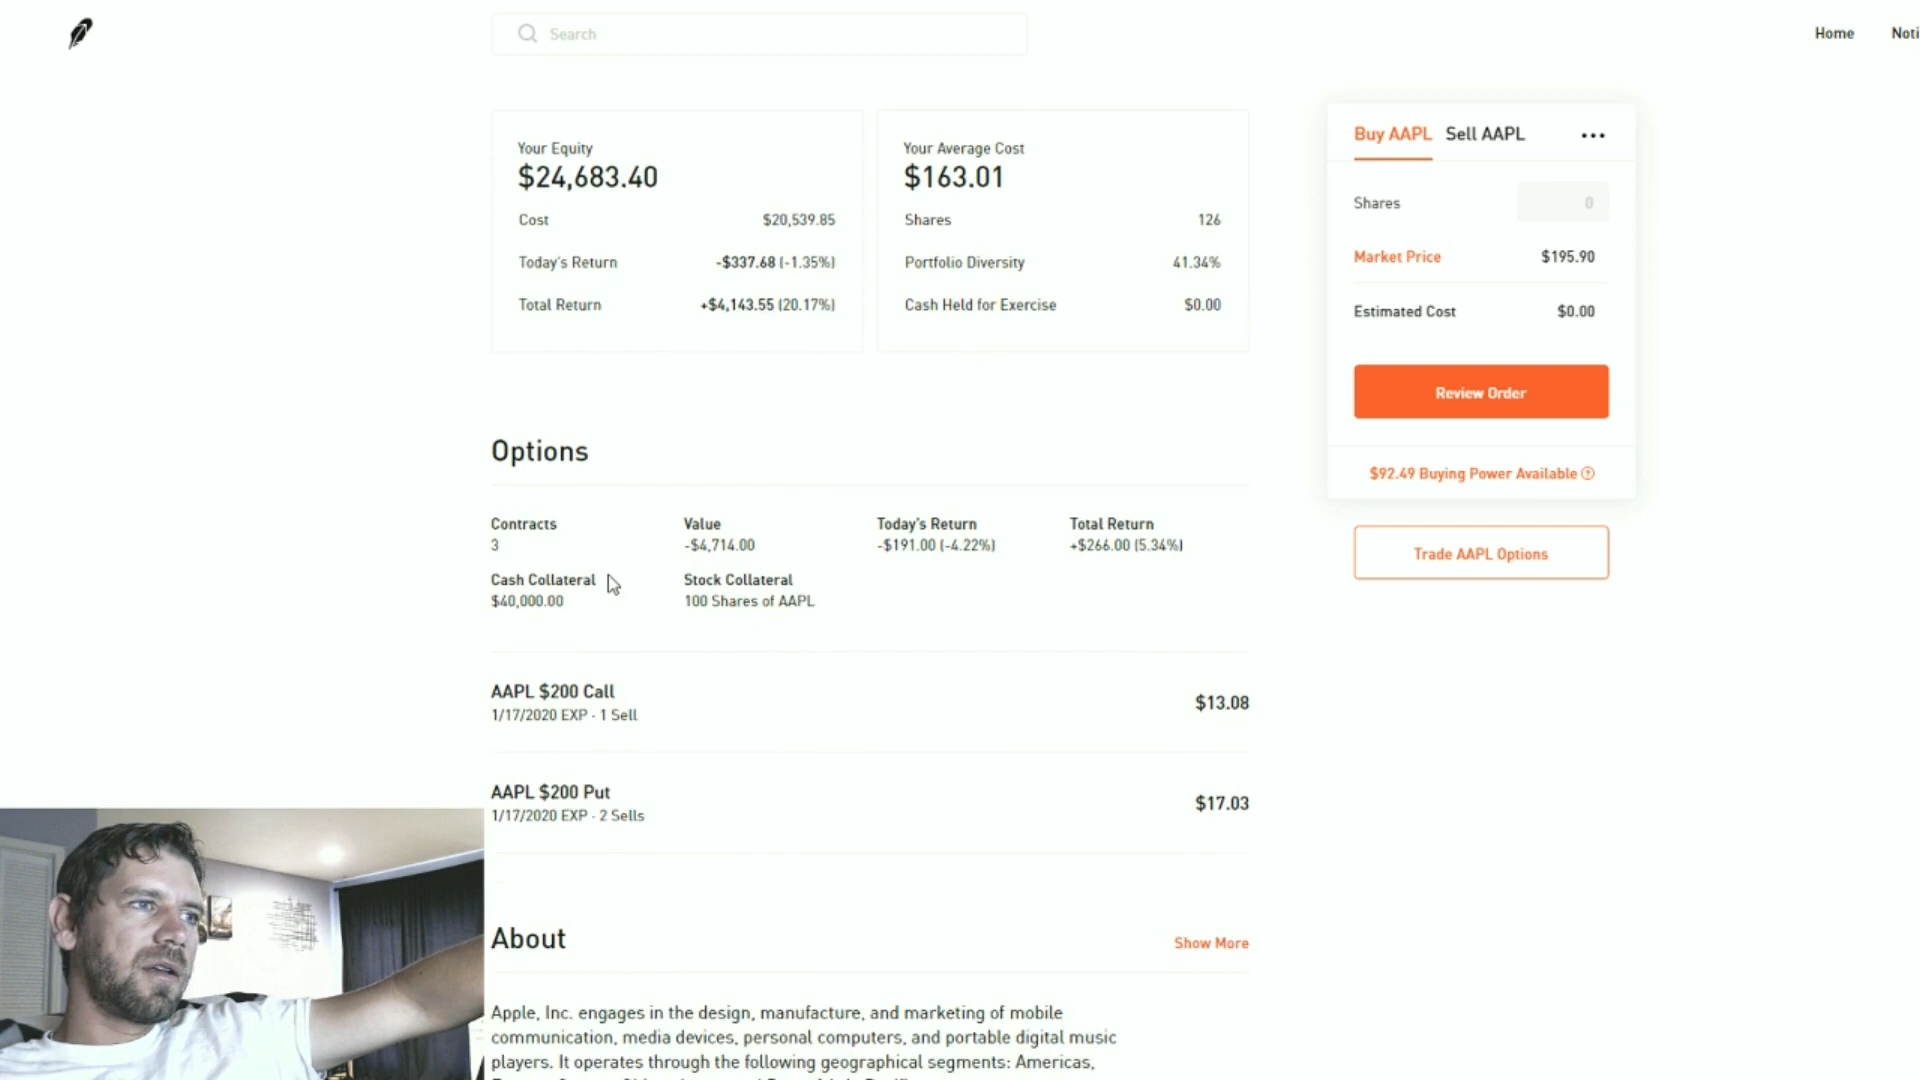 Search
Home
Noti
Your Equity
$24,683.40
Cost $20,539.85
Today's Return -$337.68 (-1.35%)
Total Return +$4,143.55 (20.17%)
Your Average Cost
$163.01
Shares 126
Portfolio Diversity 41.34%
Cash Held for Exercise $0.00
Buy AAPL Sell AAPL
Shares 0
Market Price $195.90
Estimated Cost $0.00
Review Order
$92.49 Buying Power Available
Trade AAPL Options
Options
Contracts Value Today's Return Total Return
3 -$4,714.00 -$191.00 (-4.22%) +$266.00 (5.34%)
Cash Collateral Stock Collateral
$40,000.00 100 Shares of AAPL
AAPL $200 Call
1/17/2020 EXP · 1 Sell
$13.08
AAPL $200 Put
1/17/2020 EXP · 2 Sells
$17.03
About Show More
Apple, Inc. engages in the design, manufacture, and marketing of mobile
communication, media devices, personal computers, and portable digital music
players. It operates through the following geographical segments: Americas,